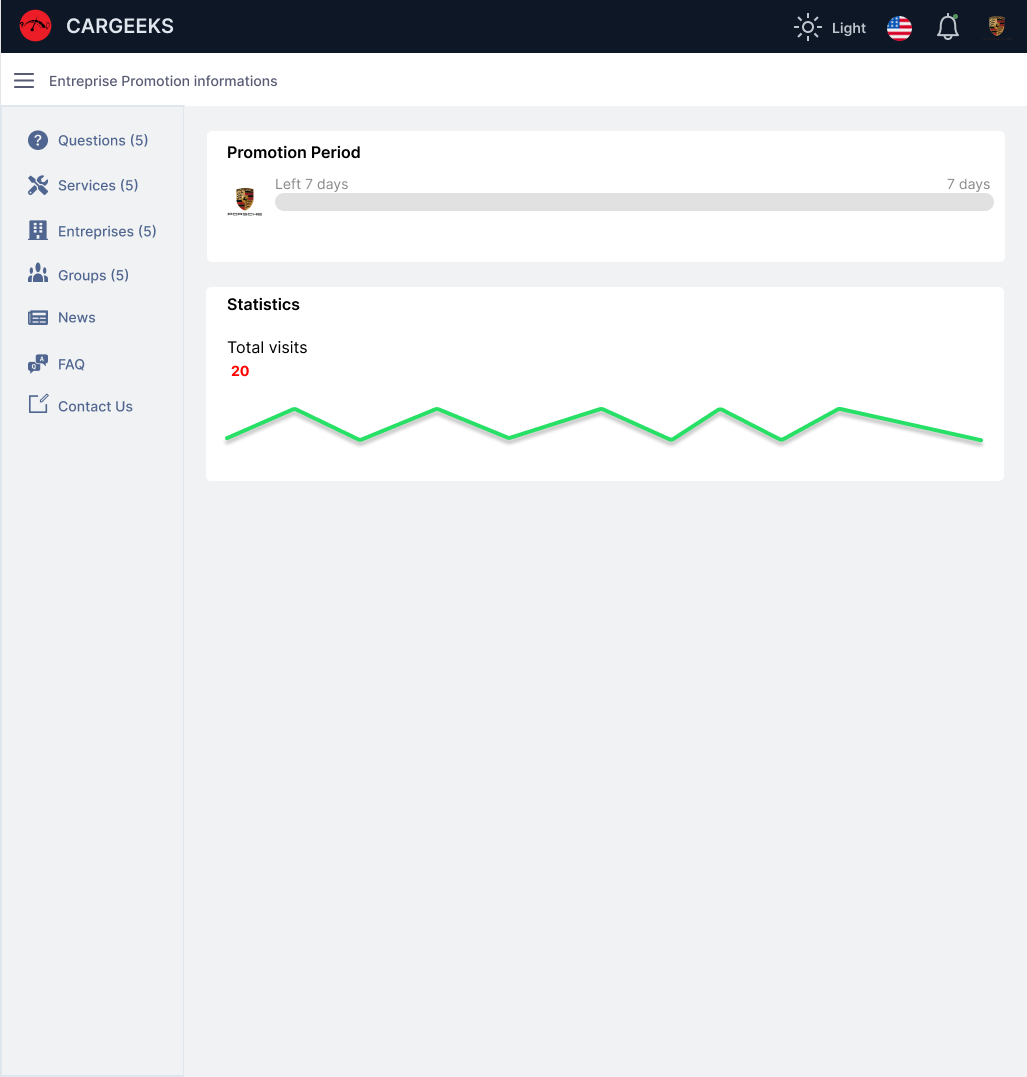 CARGEEKS
Light
Entreprise Promotion informations
Questions (5)
Services (5)
Entreprises (5)
Groups (5)
News
FAQ
Contact Us
Promotion Period
Left 7 days
7 days
PORSCHE
Statistics
Total visits
20